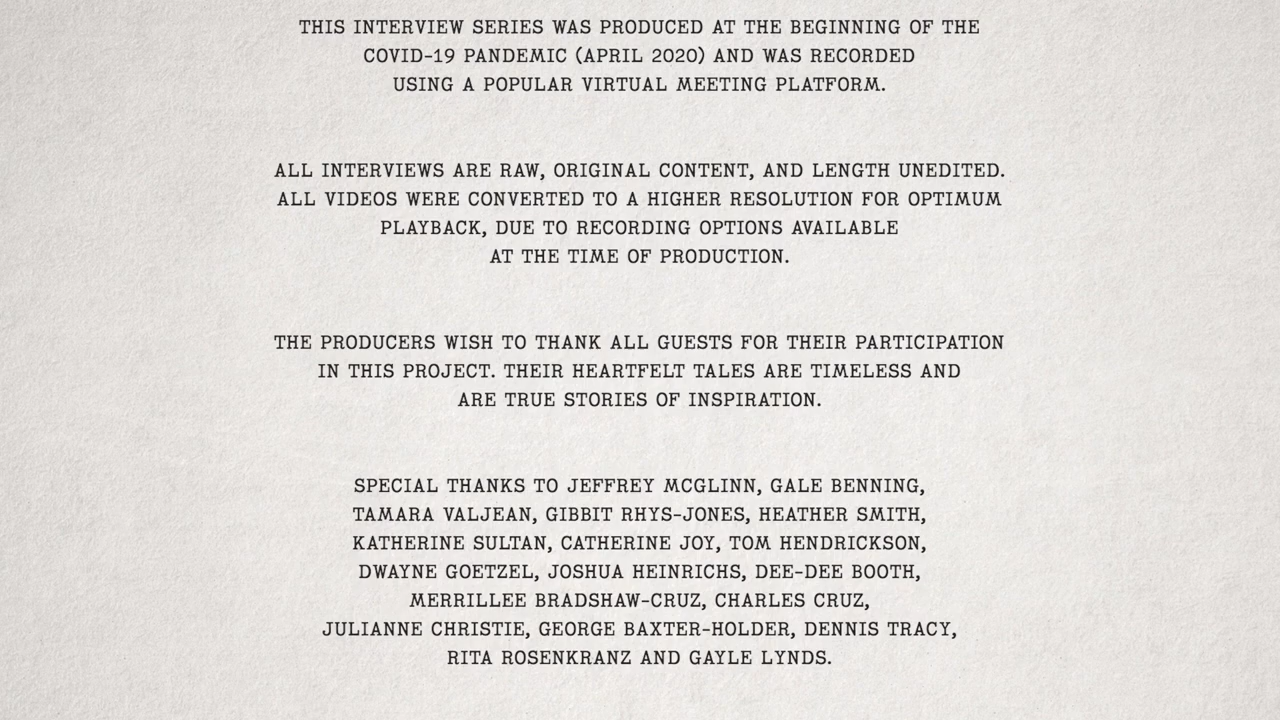 THIS INTERVIEW SERIES WAS PRODUCED AT THE BEGINNING OF THE
COVID-19 PANDEMIC (APRIL 2020) AND WAS RECORDED
USING A POPULAR VIRTUAL MEETING PLATFORM.
ALL INTERVIEWS ARE RAW, ORIGINAL CONTENT, AND LENGTH UNEDITED.
ALL VIDEOS WERE CONVERTED TO A HIGHER RESOLUTION FOR OPTIMUM
PLAYBACK, DUE TO RECORDING OPTIONS AVAILABLE
AT THE TIME OF PRODUCTION.
THE PRODUCERS WISH TO THANK ALL GUESTS FOR THEIR PARTICIPATION
IN THIS PROJECT. THEIR HEARTFELT TALES ARE TIMELESS AND
ARE TRUE STORIES OF INSPIRATION.
SPECIAL THANKS TO JEFFREY MCGLINN, GALE BENNING,
TAMARA VALJEAN, GIBBIT RHYS-JONES, HEATHER SMITH,
KATHERINE SULTAN, CATHERINE JOY, TOM HENDRICKSON,
DWAYNE GOETZEL, JOSHUA HEINRICHS, DEE-DEE BOOTH,
MERRILLEE BRADSHAW-CRUZ, CHARLES CRUZ,
JULIANNE CHRISTIE, GEORGE BAXTER-HOLDER, DENNIS TRACY,
RITA ROSENKRANZ AND GAYLE LYNDS.